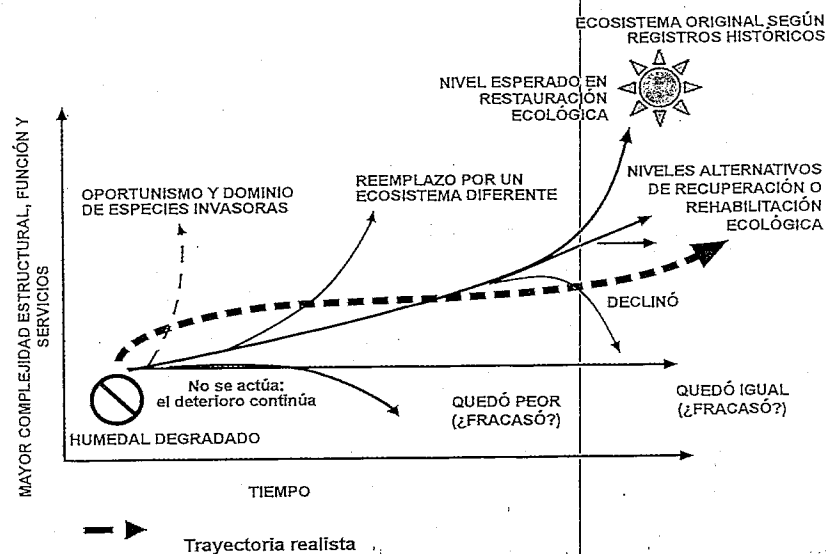 ECOSISTEMA ORIGINAL SEGÚN
REGISTROS HISTÓRICOS
NIVEL ESPERADO EN
RESTAURACIÓN
ECOLÓGICA
MAYOR COMPLEJIDAD ESTRUCTURAL, FUNCIÓN Y
SERVICIOS
OPORTUNISMO Y DOMINIO
DE ESPECIES INVASORAS
REEMPLAZO POR UN
ECOSISTEMA DIFERENTE
NIVELES ALTERNATIVOS
DE RECUPERACIÓN O
REHABILITACIÓN
ECOLÓGICA
DECLINÓ
No se actúa:
el deterioro continúa
QUEDÓ PEOR
(¿FRACASÓ?)
QUEDÓ IGUAL
(¿FRACASÓ?)
HUMEDAL DEGRADADO
TIEMPO
Trayectoria realista